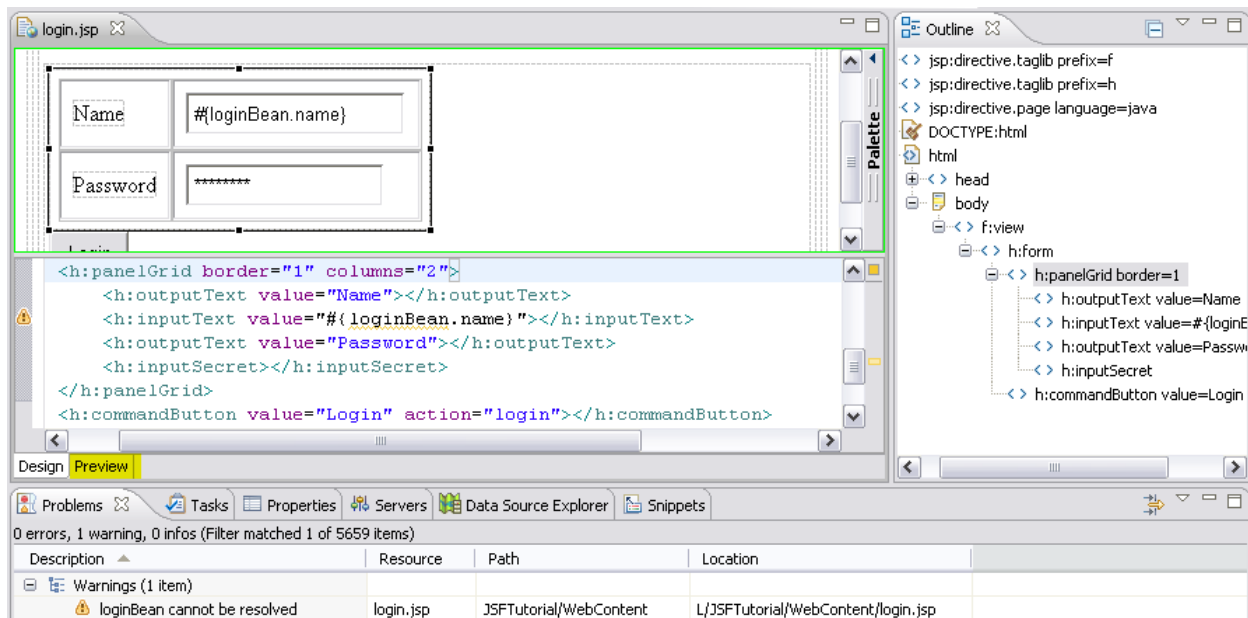 login.jsp
Name
#{loginBean.name}
Password
********
Login
Palette
<h:panelGrid border="1" columns="2">
<h:outputText value="Name"></h:outputText>
<h:inputText value="#{loginBean.name}"></h:inputText>
<h:outputText value="Password"></h:outputText>
<h:inputSecret></h:inputSecret>
</h:panelGrid>
<h:commandButton value="Login" action="login"></h:commandButton>
Design Preview
Outline
jsp:directive.taglib prefix=f
jsp:directive.taglib prefix=h
jsp:directive.page language=java
DOCTYPE:html
html
head
body
f:view
h:form
h:panelGrid border=1
h:outputText value=Name
h:inputText value=#{loginB
h:outputText value=Passw
h:inputSecret
h:commandButton value=Login
Problems Tasks Properties Servers Data Source Explorer Snippets
0 errors, 1 warning, 0 infos (Filter matched 1 of 5659 items)
Description Resource Path Location
Warnings (1 item)
loginBean cannot be resolved login.jsp JSFTutorial/WebContent L/JSFTutorial/WebContent/login.jsp